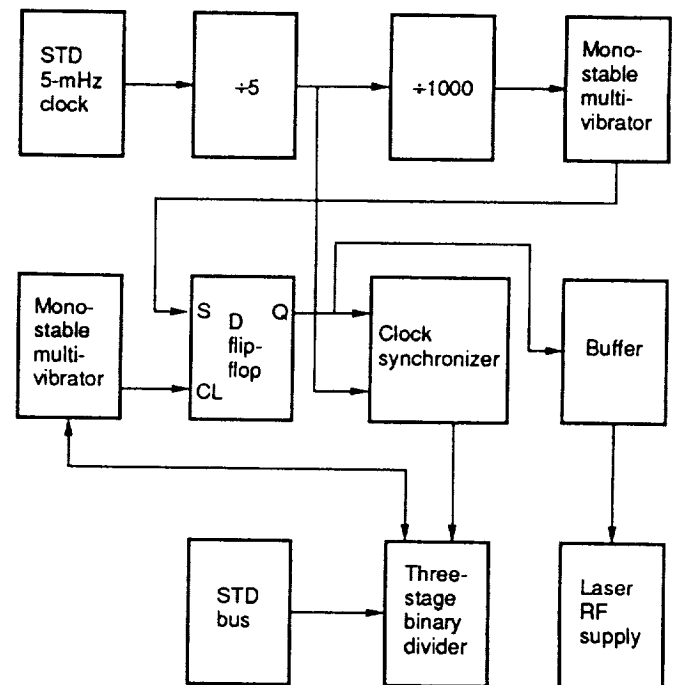 STD
5-mHz
clock
÷5
÷1000
Mono-
stable
multi-
vibrator
Mono-
stable
multi-
vibrator
S
Q
D
flip-
flop
CL
Clock
synchronizer
Buffer
STD
bus
Three-
stage
binary
divider
Laser
RF
supply